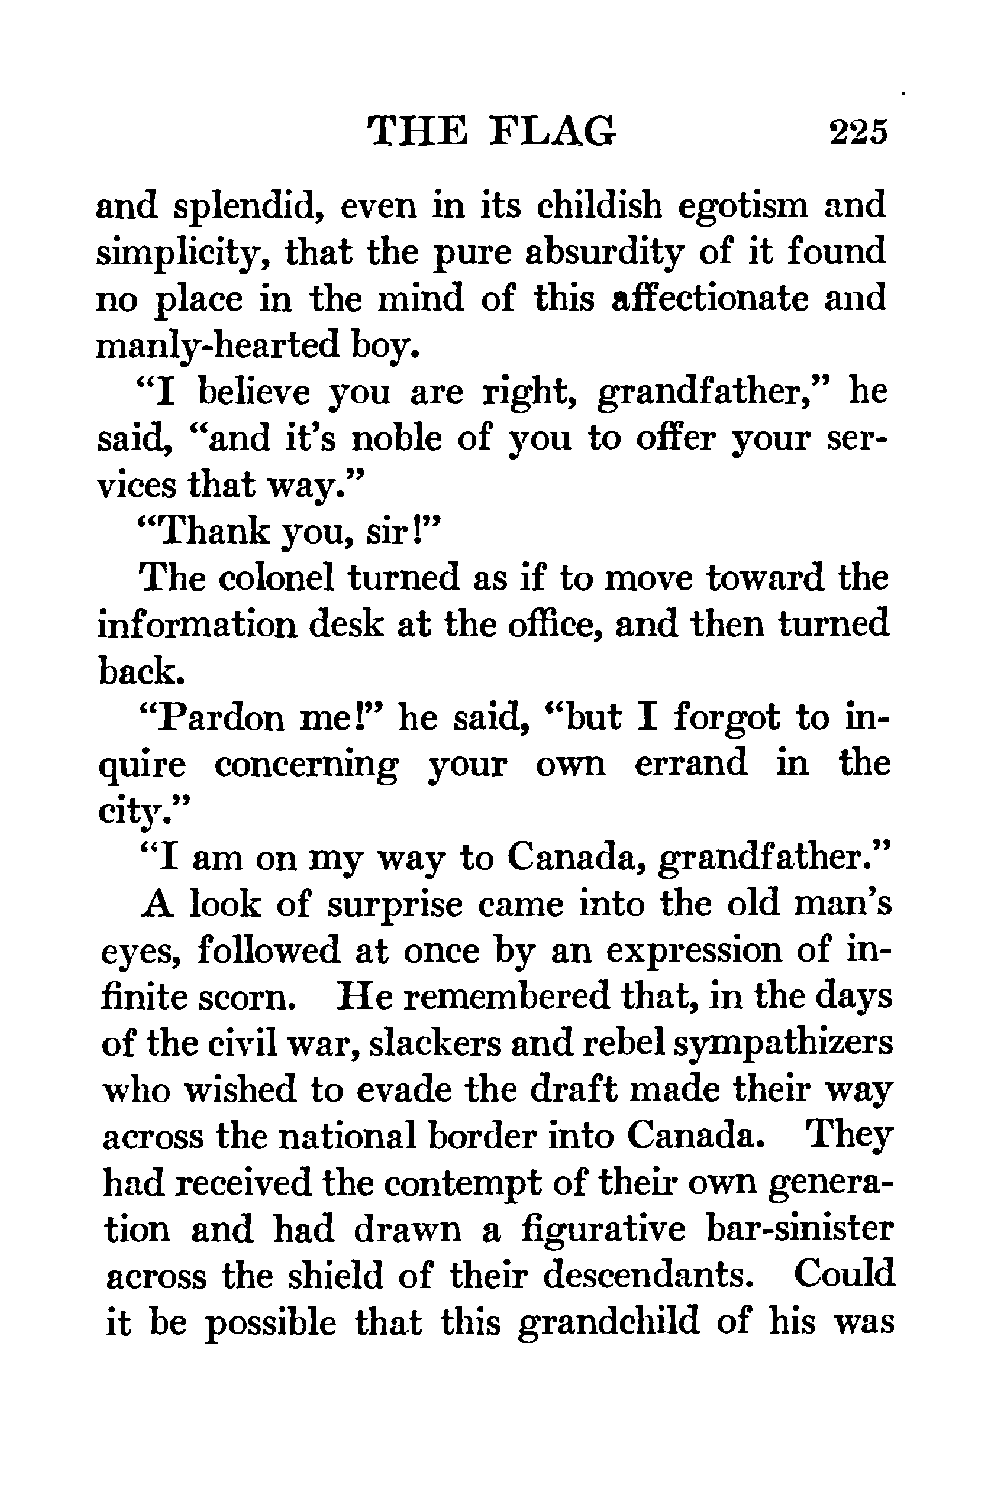 THE FLAG 225
and splendid, even in its childish egotism and
simplicity, that the pure absurdity of it found
no place in the mind of this affectionate and
manly-hearted boy.
“I believe you are right, grandfather,” he
said, “and it’s noble of you to offer your ser-
vices that way.”
“Thank you, sir!”
The colonel turned as if to move toward the
information desk at the office, and then turned
back.
“Pardon me!” he said, “but I forgot to in-
quire concerning your own errand in the
city.”
“I am on my way to Canada, grandfather.”
A look of surprise came into the old man’s
eyes, followed at once by an expression of in-
finite scorn. He remembered that, in the days
of the civil war, slackers and rebel sympathizers
who wished to evade the draft made their way
across the national border into Canada. They
had received the contempt of their own genera-
tion and had drawn a figurative bar-sinister
across the shield of their descendants. Could
it be possible that this grandchild of his was